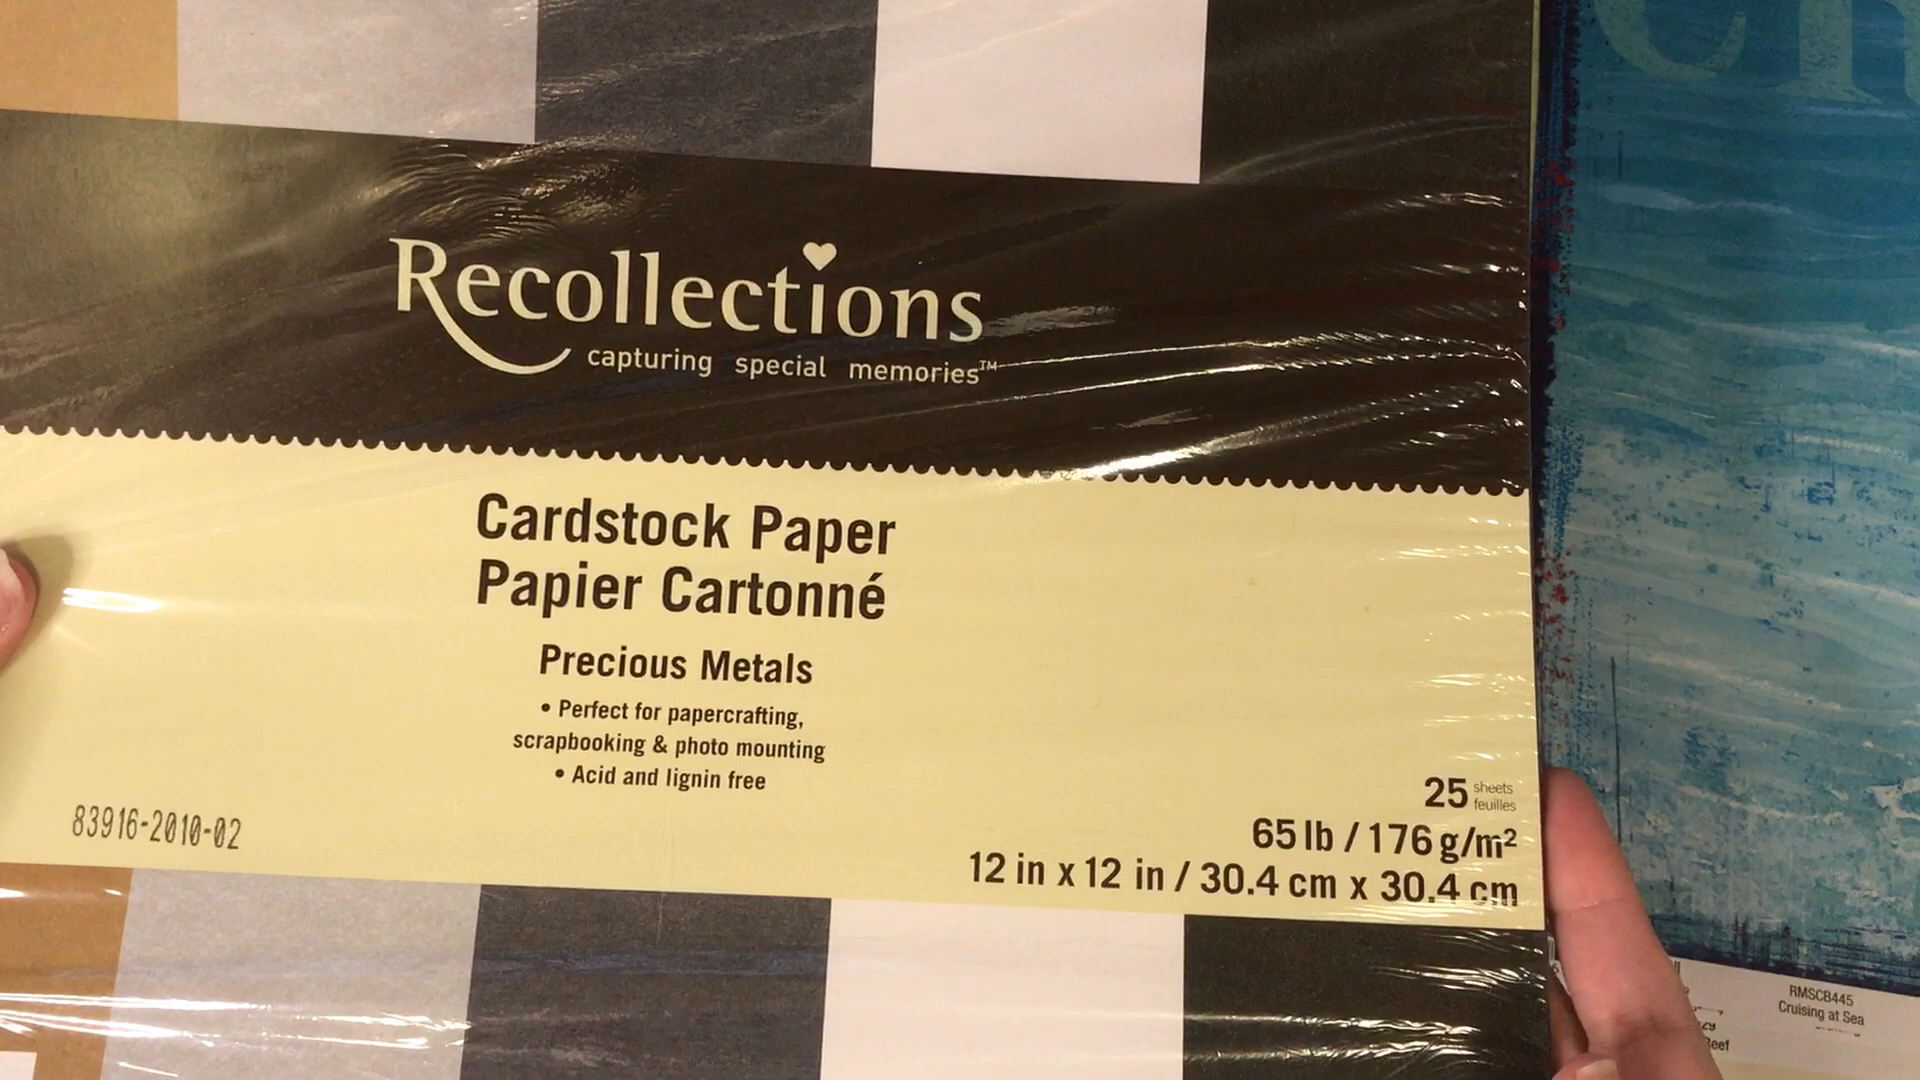 Recollections
capturing special memories™
Cardstock Paper
Papier Cartonné
Precious Metals
• Perfect for papercrafting,
scrapbooking & photo mounting
• Acid and lignin free
83916-2010-02
25 sheets
feuilles
65 lb / 176 g/m²
12 in x 12 in / 30.4 cm x 30.4 cm
RMSCB445
Cruising at Sea